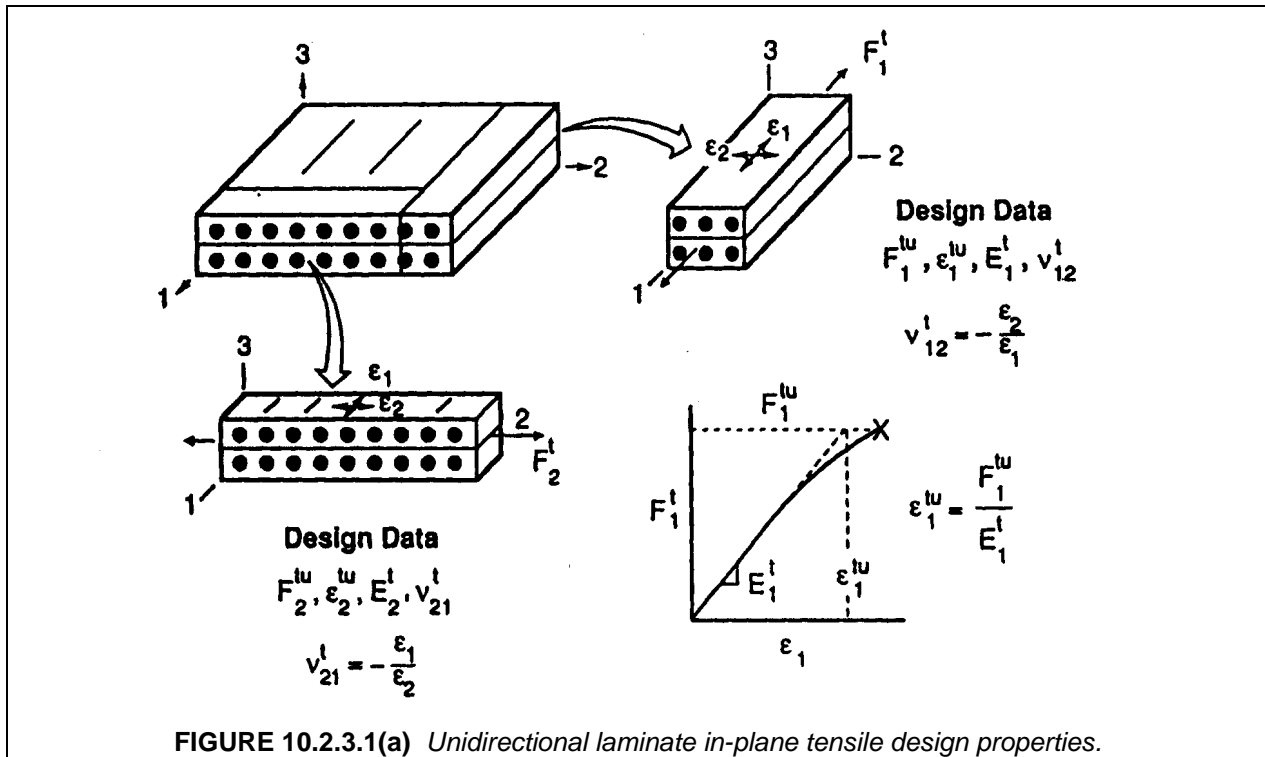 3
2
1
3
F₁ᵗ
ε₁
ε₂
2
1
Design Data
F₁ᵗᵘ, ε₁ᵗᵘ, E₁ᵗ, ν₁₂ᵗ
ν₁₂ᵗ = - ε₂/ε₁
3
ε₁
ε₂
2
F₂ᵗ
1
Design Data
F₂ᵗᵘ, ε₂ᵗᵘ, E₂ᵗ, ν₂₁ᵗ
ν₂₁ᵗ = - ε₁/ε₂
F₁ᵗᵘ
F₁ᵗ
E₁ᵗ
ε₁ᵗᵘ
ε₁
ε₁ᵗᵘ = F₁ᵗᵘ/E₁ᵗ
FIGURE 10.2.3.1(a) Unidirectional laminate in-plane tensile design properties.